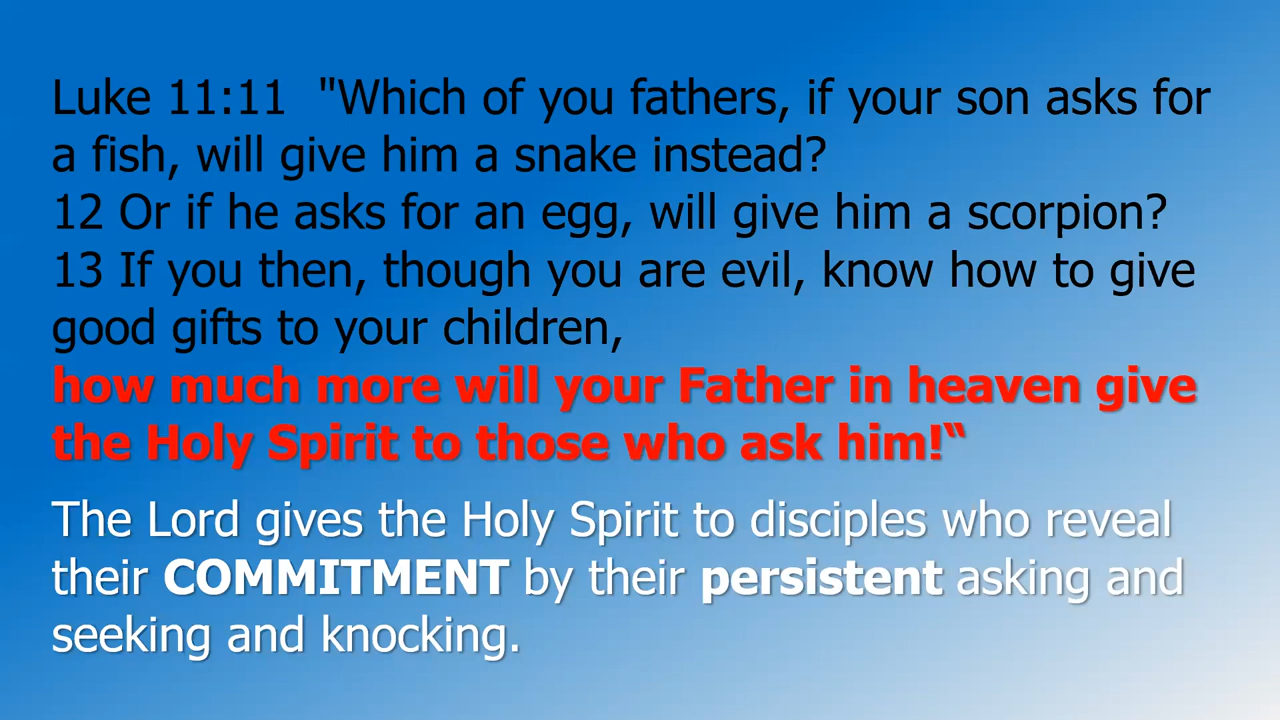 Luke 11:11  "Which of you fathers, if your son asks for
a fish, will give him a snake instead?
12 Or if he asks for an egg, will give him a scorpion?
13 If you then, though you are evil, know how to give
good gifts to your children,
how much more will your Father in heaven give
the Holy Spirit to those who ask him!“
The Lord gives the Holy Spirit to disciples who reveal
their COMMITMENT by their persistent asking and
seeking and knocking.